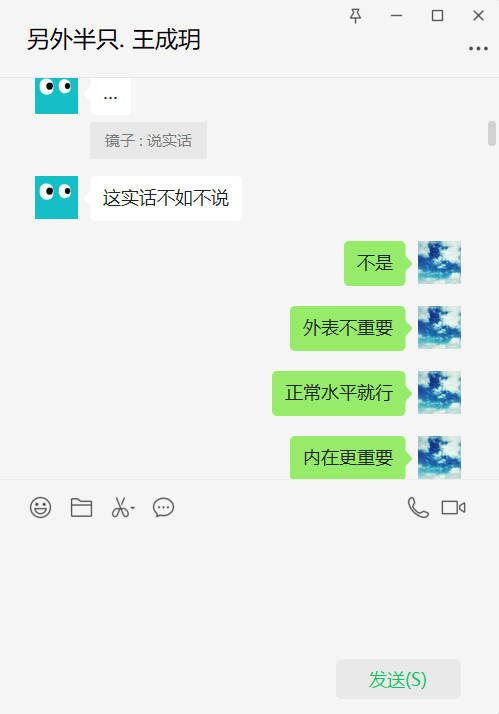 另外半只. 王成玥
...
镜子 : 说实话
这实话不如不说
不是
外表不重要
正常水平就行
内在更重要
发送(S)